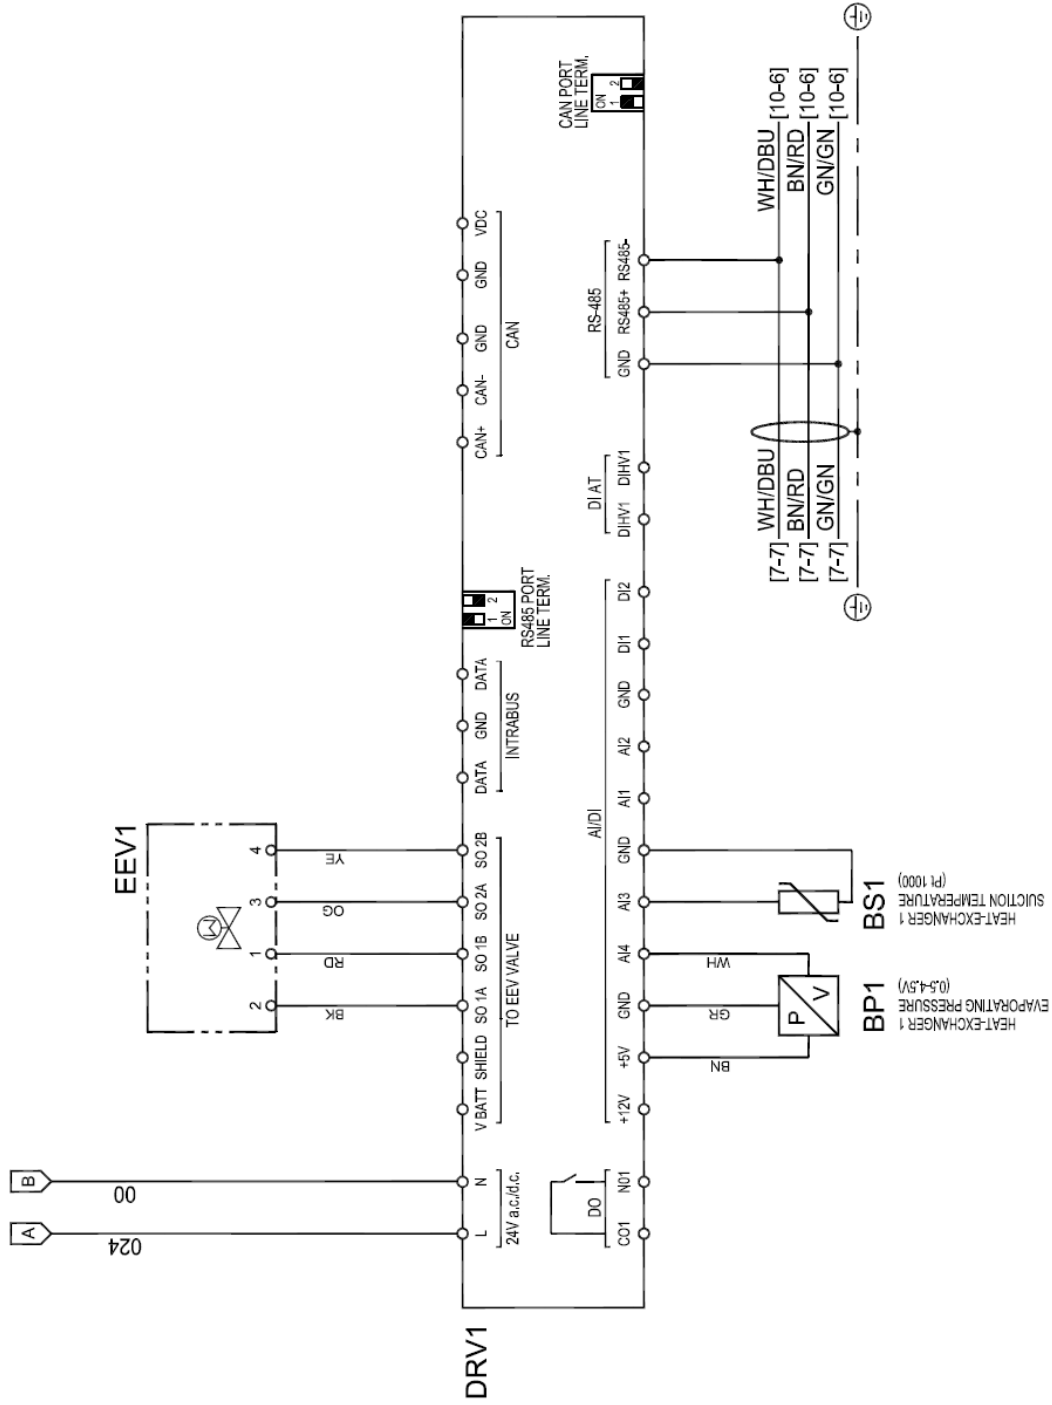 DRV1
A
024
B
00
L
N
24V a.c./d.c.
V BATT
SHIELD
SO 1A
SO 1B
SO 2A
SO 2B
TO EEV VALVE
BK
RD
OG
YE
2
1
3
4
M
EEV1
DATA
GND
DATA
INTRABUS
1
2
ON
RS485 PORT
LINE TERM.
CAN+
CAN-
GND
GND
VDC
CAN
CAN PORT
LINE TERM.
ON
1
2
CO1
N01
DO
+12V
+5V
GND
AI4
AI3
GND
AI1
AI2
GND
DI1
DI2
AI/DI
DIHV1
DIHV1
DI AT
GND
RS485+
RS485-
RS-485
BN
GR
WH
P
V
BP1
HEAT-EXCHANGER 1
EVAPORATING PRESSURE
(0.5-4.5V)
BS1
HEAT-EXCHANGER 1
SUICTION TEMPERATURE
(Pt 1000)
[7-7] WH/DBU
WH/DBU [10-6]
[7-7] BN/RD
BN/RD [10-6]
[7-7] GN/GN
GN/GN [10-6]